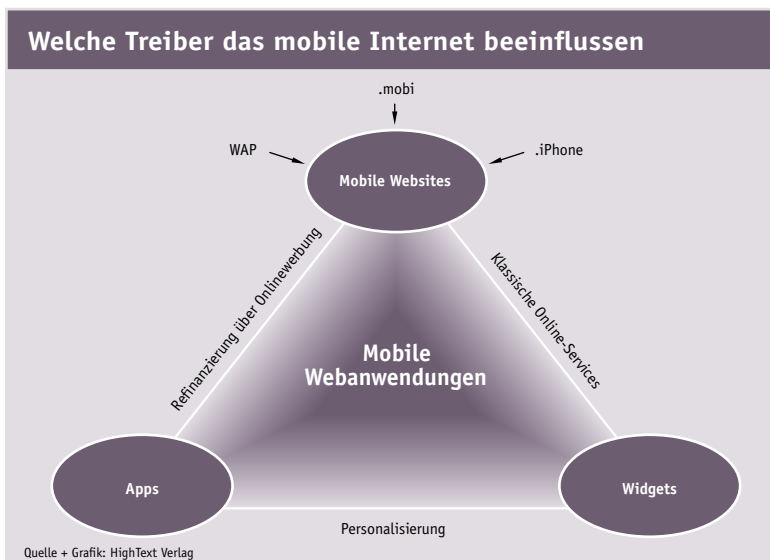 Welche Treiber das mobile Internet beeinflussen
.mobi
WAP
.iPhone
Mobile Websites
Refinanzierung über Onlinewerbung
Klassische Online-Services
Mobile
Webanwendungen
Apps
Widgets
Personalisierung
Quelle + Grafik: HighText Verlag